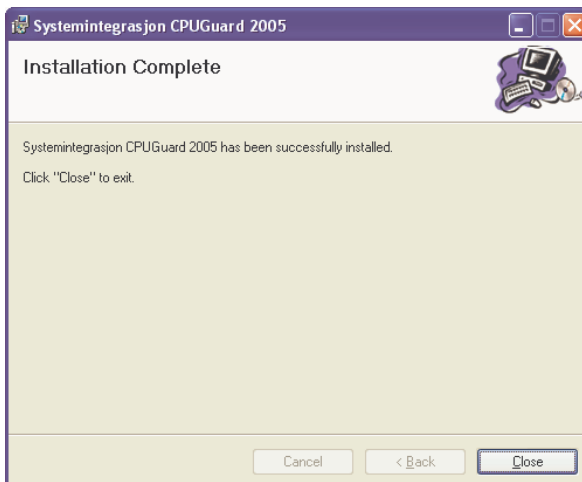 Systemintegrasjon CPUGuard 2005
Installation Complete
Systemintegrasjon CPUGuard 2005 has been successfully installed.
Click "Close" to exit.
Cancel
< Back
Close